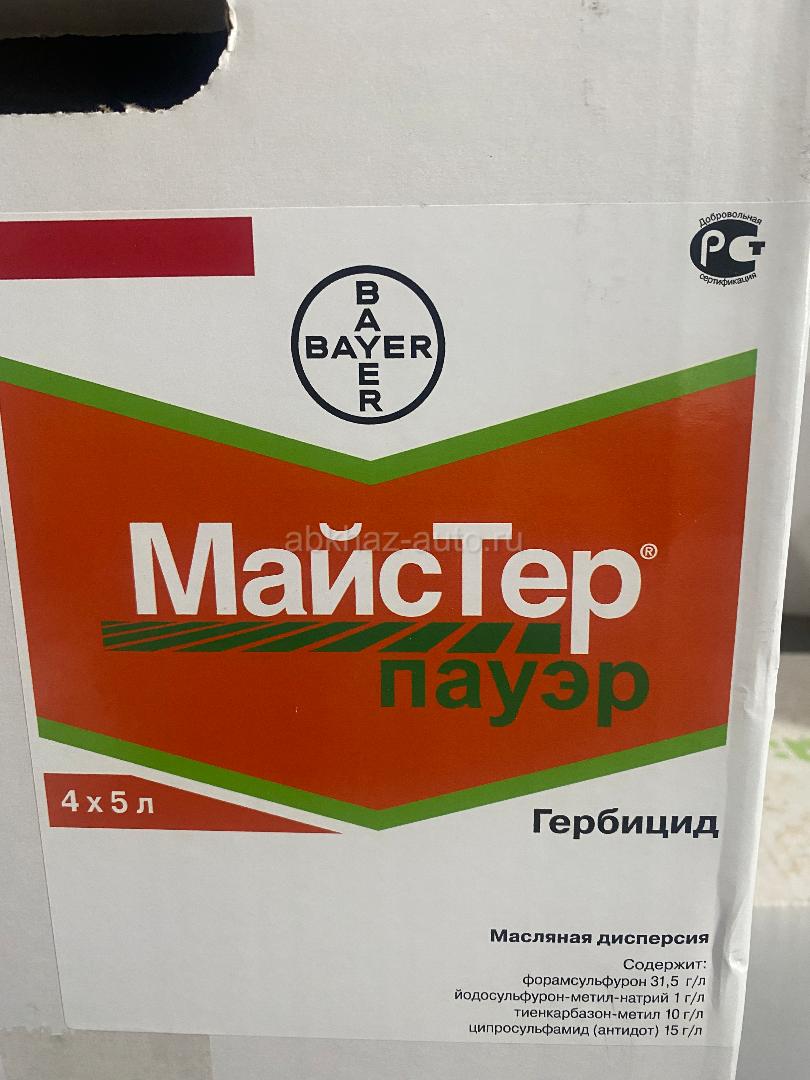 Добровольная
РСТ
сертификация
BAYER
BAYER
abkhaz-auto.ru
МайсТер®
пауэр
4 x 5 л
Гербицид
Масляная дисперсия
Содержит:
форамсульфурон 31,5 г/л
йодосульфурон-метил-натрий 1 г/л
тиенкарбазон-метил 10 г/л
ципросульфамид (антидот) 15 г/л